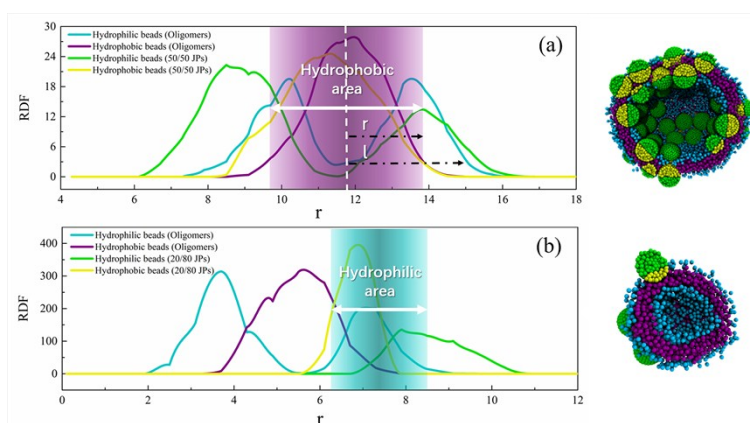 30
24
18
12
6
0
RDF
Hydrophilic beads (Oligomers)
Hydrophobic beads (Oligomers)
Hydrophilic beads (50/50 JPs)
Hydrophobic beads (50/50 JPs)
(a)
Hydrophobic
area
r
l
4 6 8 10 12 14 16 18
r
400
300
200
100
0
RDF
Hydrophilic beads (Oligomers)
Hydrophobic beads (Oligomers)
Hydrophilic beads (20/80 JPs)
Hydrophobic beads (20/80 JPs)
(b)
Hydrophilic
area
0 2 4 6 8 10 12
r